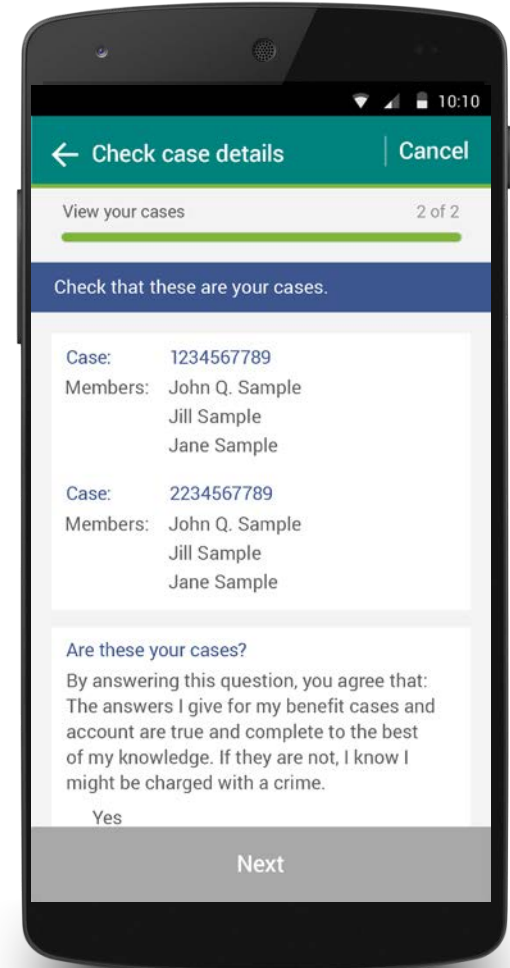 10:10
← Check case details Cancel
View your cases 2 of 2
Check that these are your cases.
Case: 1234567789
Members: John Q. Sample
Jill Sample
Jane Sample
Case: 2234567789
Members: John Q. Sample
Jill Sample
Jane Sample
Are these your cases?
By answering this question, you agree that:
The answers I give for my benefit cases and
account are true and complete to the best
of my knowledge. If they are not, I know I
might be charged with a crime.
Yes
Next